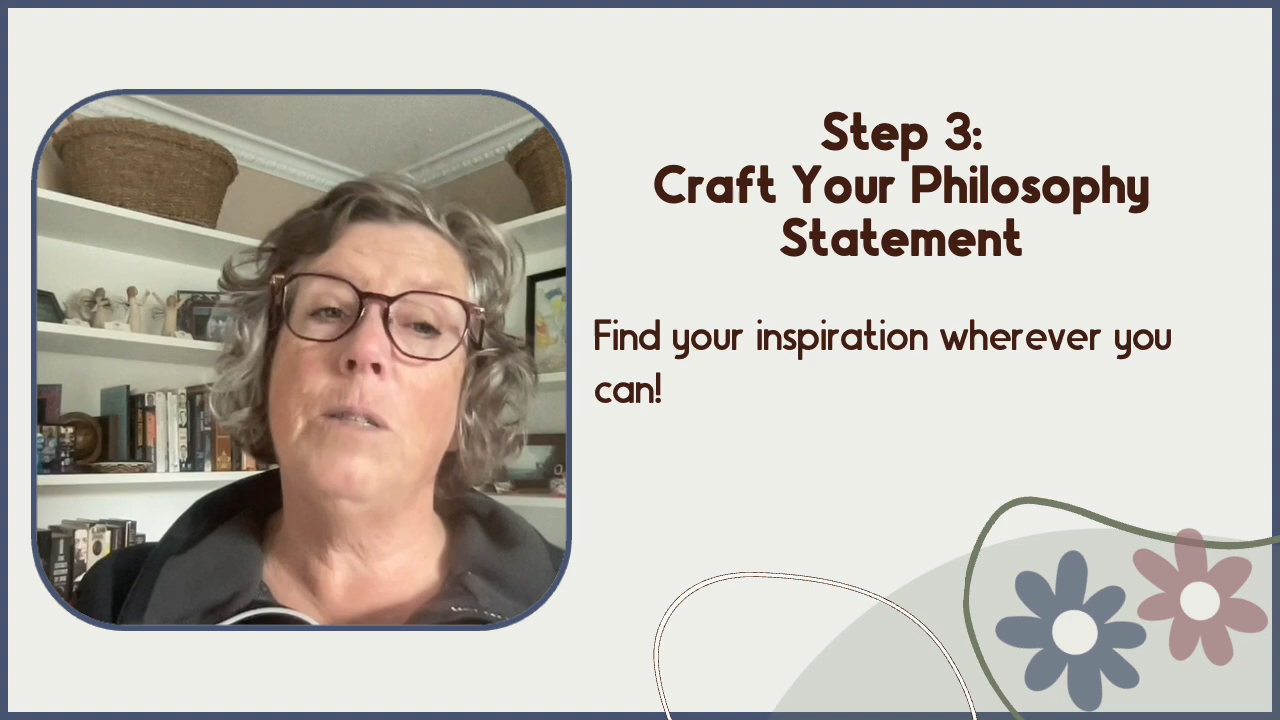 Step 3:
Craft Your Philosophy
Statement
Find your inspiration wherever you
can!